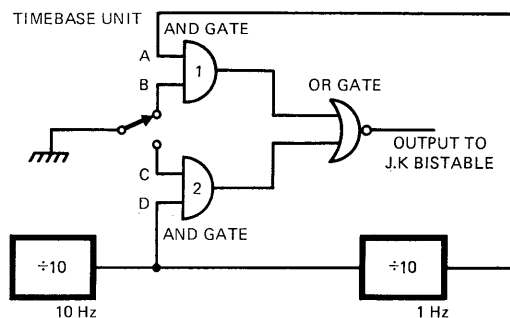 TIMEBASE UNIT
AND GATE
A
B
1
OR GATE
OUTPUT TO
J.K BISTABLE
C
D
2
AND GATE
÷10
10 Hz
÷10
1 Hz